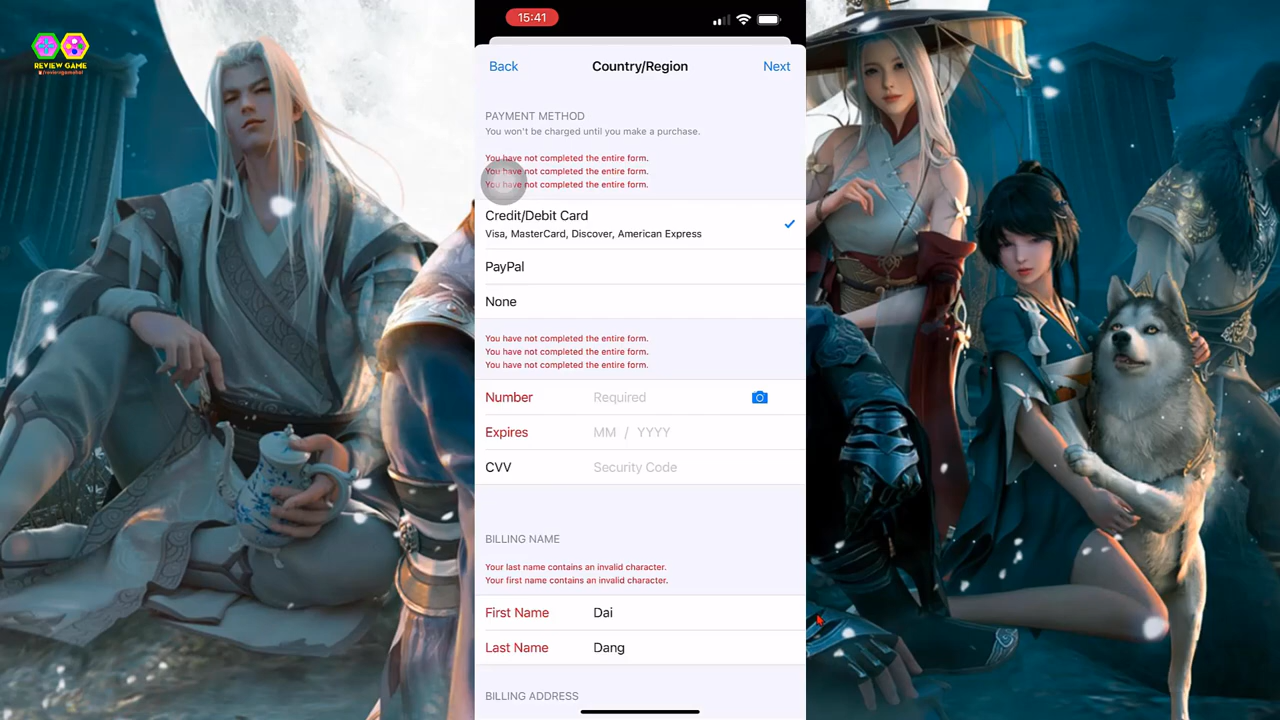 REVIEW GAME
15:41
Back
Country/Region
Next
PAYMENT METHOD
You won't be charged until you make a purchase.
You have not completed the entire form.
You have not completed the entire form.
You have not completed the entire form.
Credit/Debit Card
Visa, MasterCard, Discover, American Express
PayPal
None
You have not completed the entire form.
You have not completed the entire form.
You have not completed the entire form.
Number Required
Expires MM / YYYY
CVV Security Code
BILLING NAME
Your last name contains an invalid character.
Your first name contains an invalid character.
First Name Dai
Last Name Dang
BILLING ADDRESS